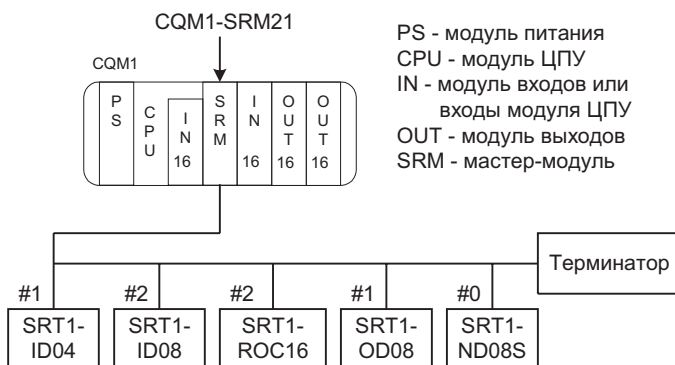 CQM1-SRM21
CQM1
PS
CPU
IN
16
SRM
IN
16
OUT
16
OUT
16
PS - модуль питания
CPU - модуль ЦПУ
IN - модуль входов или
входы модуля ЦПУ
OUT - модуль выходов
SRM - мастер-модуль
Терминатор
#1
#2
#2
#1
#0
SRT1-
ID04
SRT1-
ID08
SRT1-
ROC16
SRT1-
OD08
SRT1-
ND08S